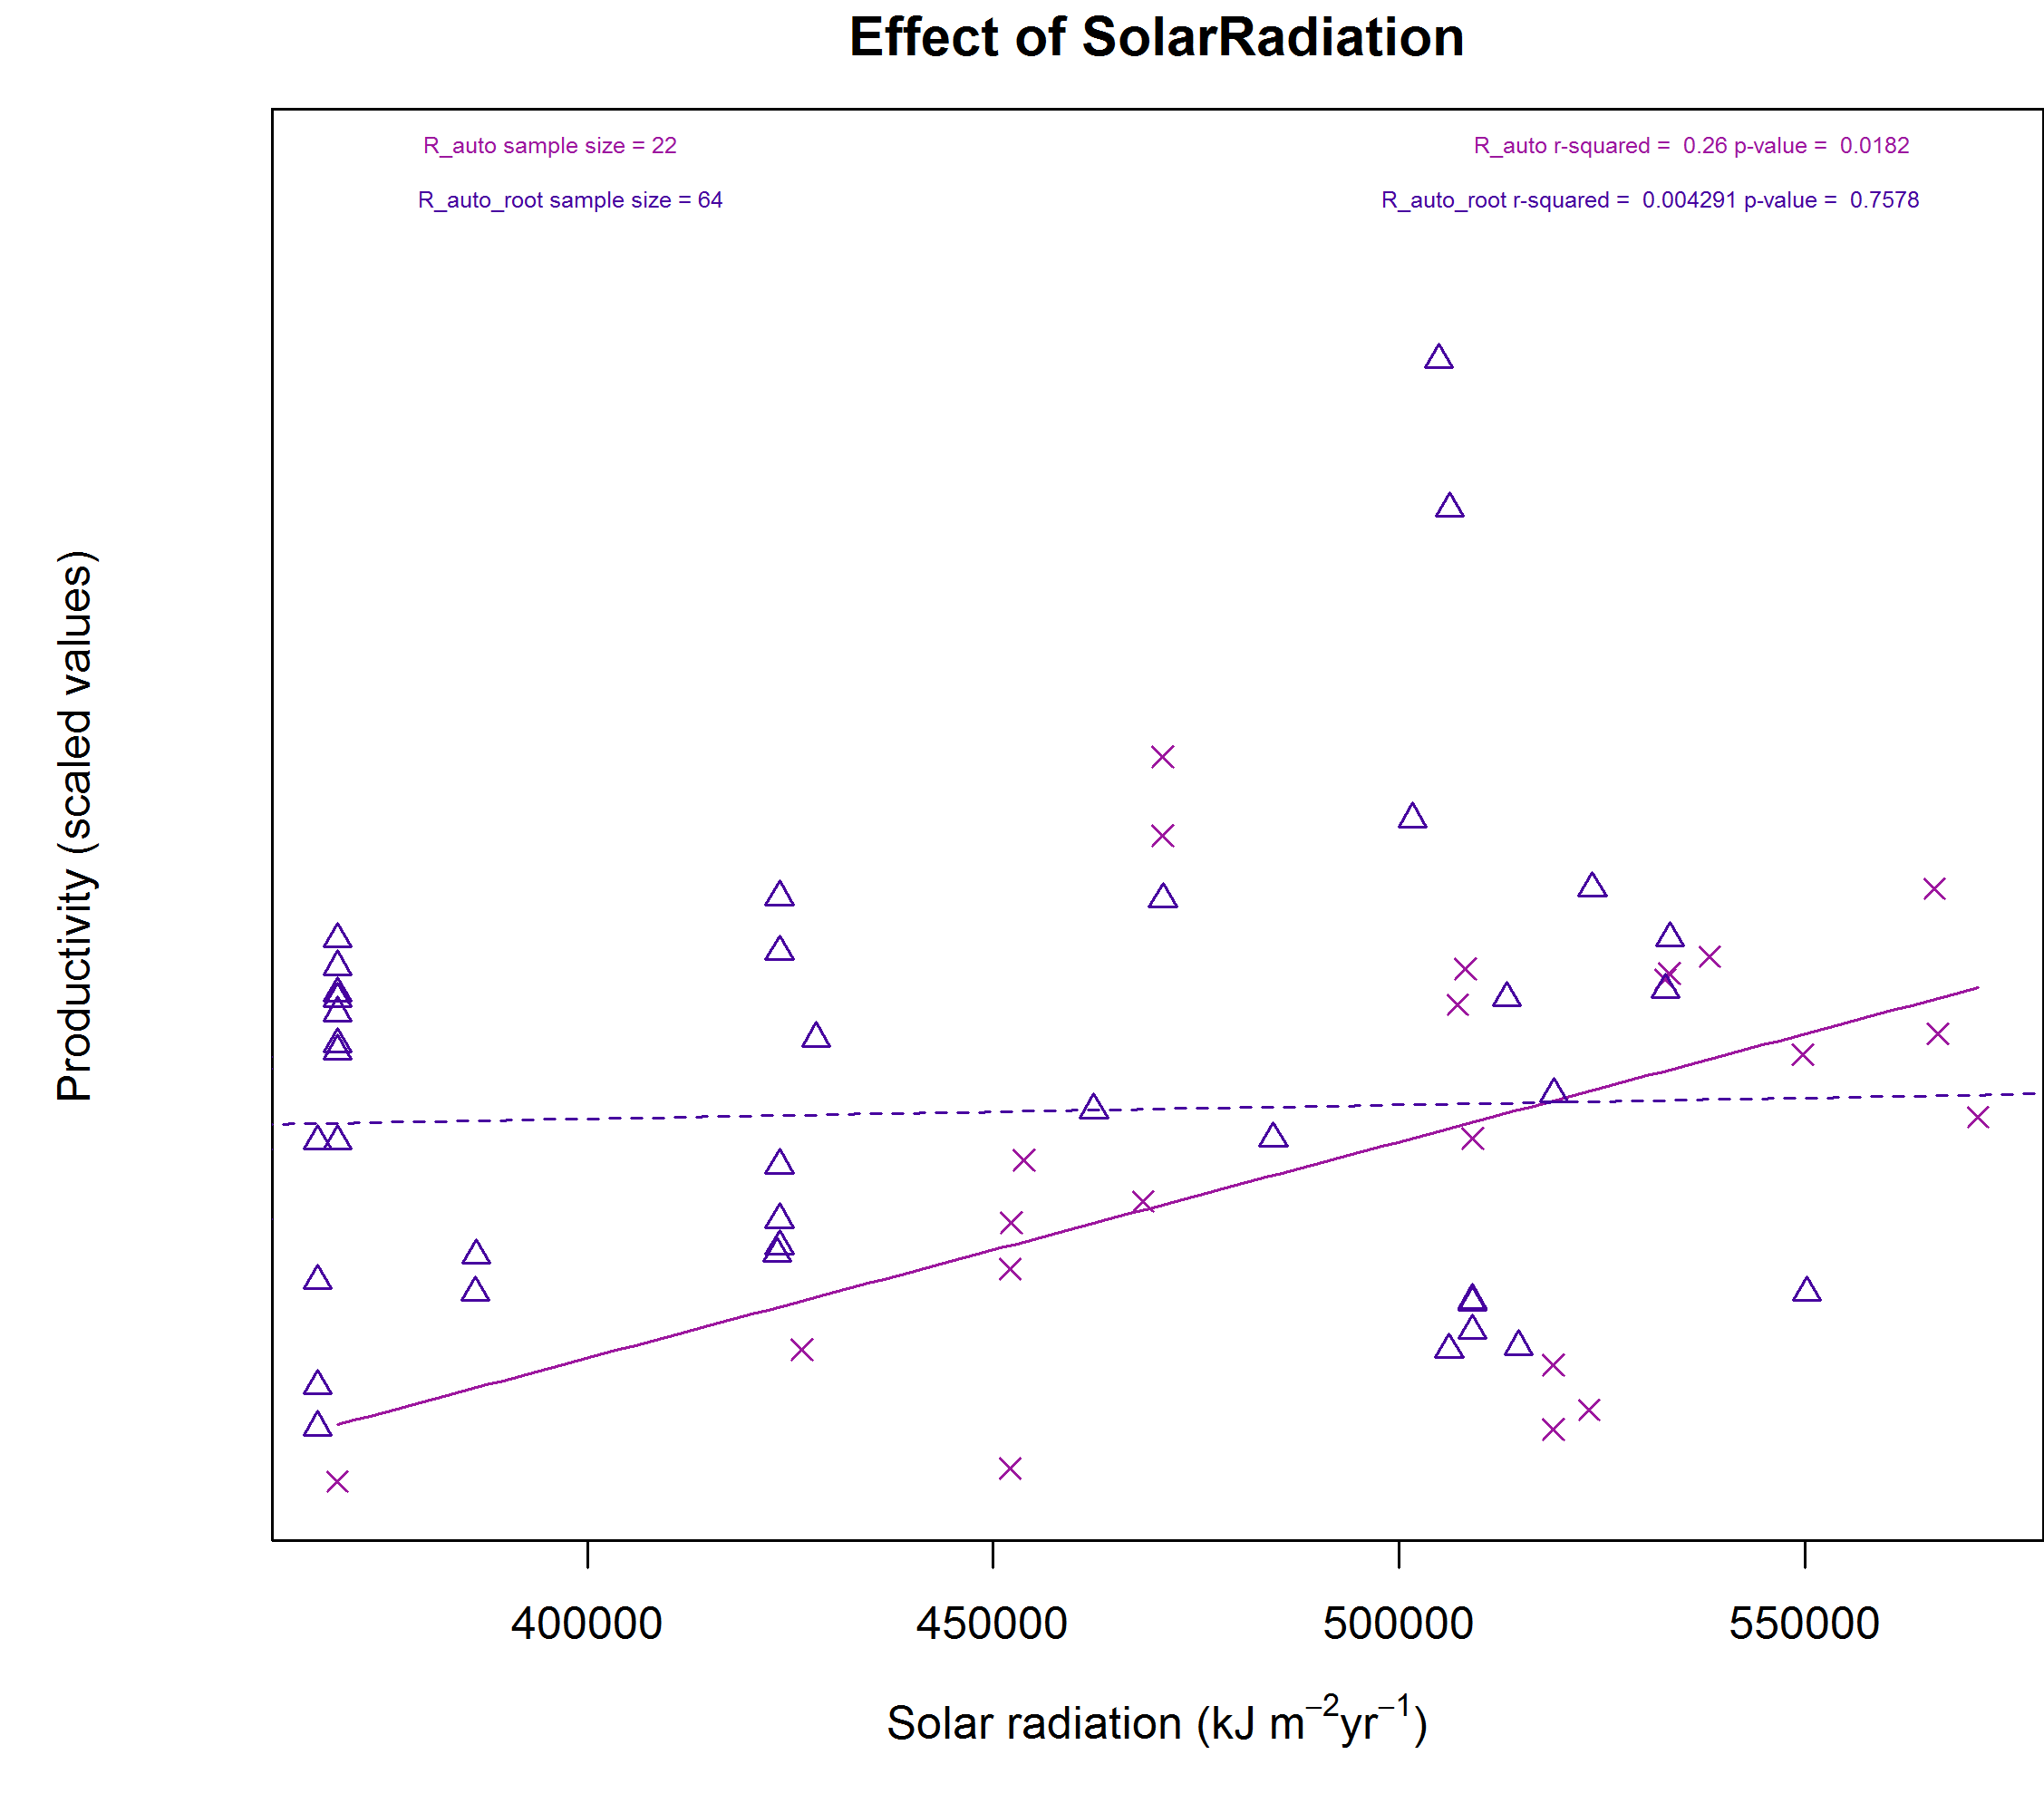 Effect of SolarRadiation
R_auto sample size = 22
R_auto r-squared =  0.26 p-value =  0.0182
R_auto_root sample size = 64
R_auto_root r-squared =  0.004291 p-value =  0.7578
Productivity (scaled values)
400000 450000 500000 550000
Solar radiation (kJ m⁻²yr⁻¹)